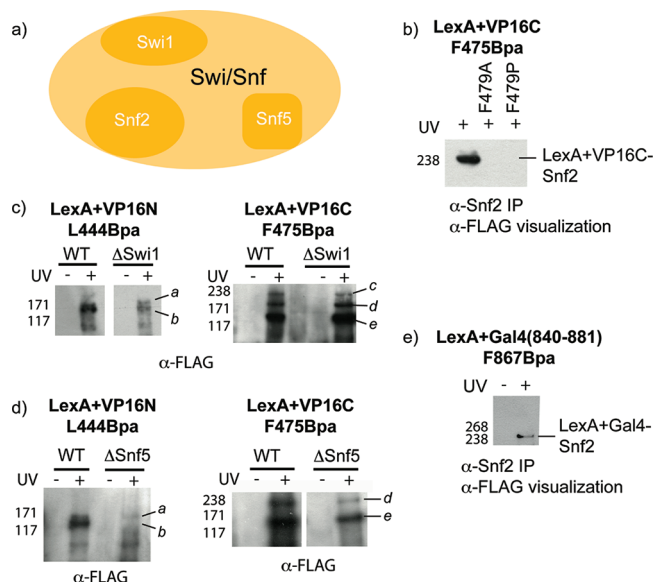 a)
Swi1
Swi/Snf
Snf2
Snf5
b) LexA+VP16C
F475Bpa
F479A
F479P
UV + + +
238
LexA+VP16C-
Snf2
α-Snf2 IP
α-FLAG visualization
c) LexA+VP16N
L444Bpa
WT ΔSwi1
UV - + - +
171
117
a
b
LexA+VP16C
F475Bpa
WT ΔSwi1
UV - + - +
238
171
117
c
d
e
α-FLAG
d) LexA+VP16N
L444Bpa
WT ΔSnf5
UV - + - +
171
117
a
b
α-FLAG
LexA+VP16C
F475Bpa
WT ΔSnf5
UV - + - +
238
171
117
d
e
α-FLAG
e) LexA+Gal4(840-881)
F867Bpa
UV - +
268
238
LexA+Gal4-
Snf2
α-Snf2 IP
α-FLAG visualization